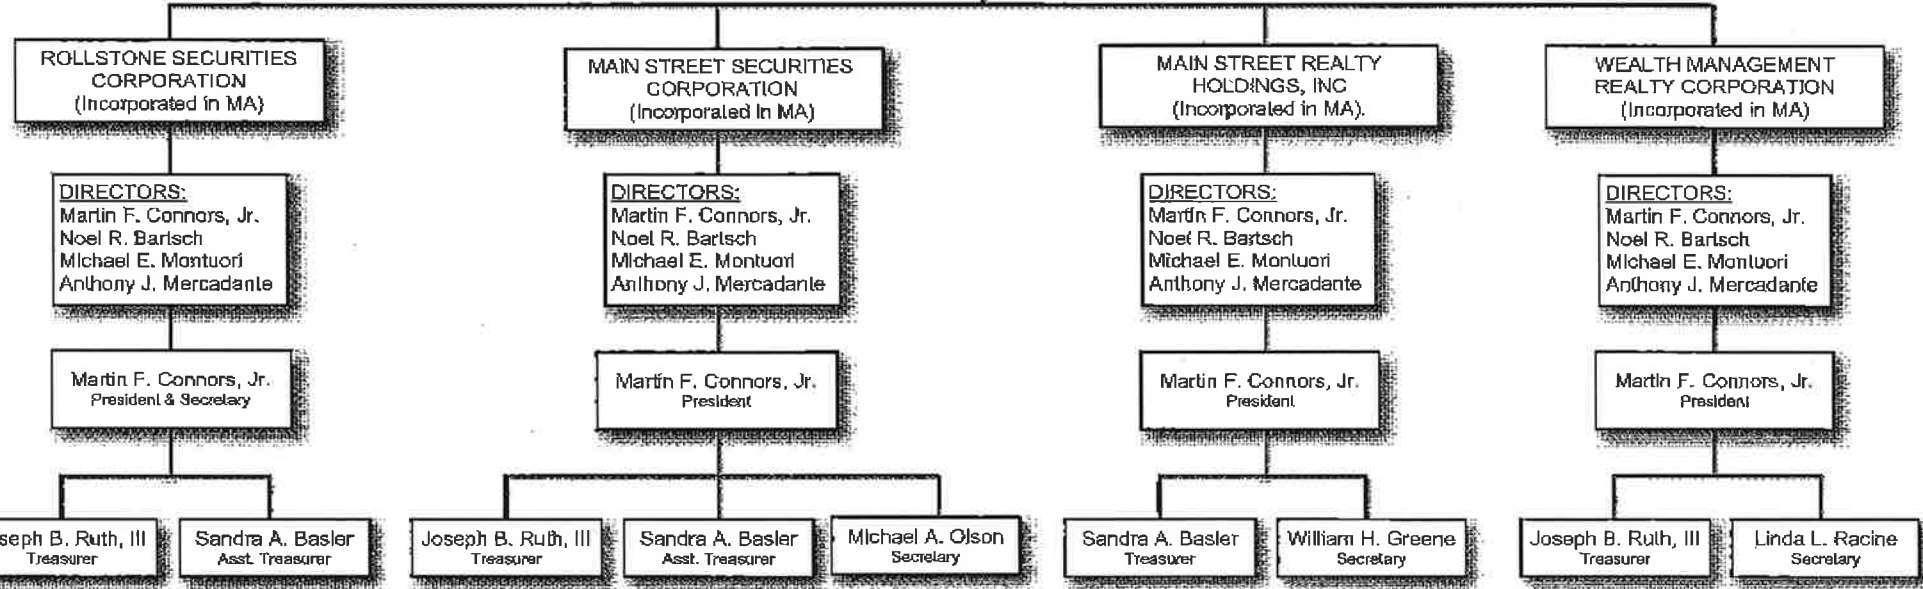 ROLLSTONE SECURITIES
CORPORATION
(Incorporated in MA)
DIRECTORS:
Martin F. Connors, Jr.
Noel R. Bartsch
Michael E. Montuori
Anthony J. Mercadante
Martin F. Connors, Jr.
President & Secretary
seph B. Ruth, III
Treasurer
Sandra A. Basler
Asst. Treasurer
MAIN STREET SECURITIES
CORPORATION
(Incorporated in MA)
DIRECTORS:
Martin F. Connors, Jr.
Noel R. Bartsch
Michael E. Montuori
Anthony J. Mercadante
Martin F. Connors, Jr.
President
Joseph B. Ruth, III
Treasurer
Sandra A. Basler
Asst. Treasurer
Michael A. Olson
Secretary
MAIN STREET REALTY
HOLDINGS, INC
(Incorporated in MA).
DIRECTORS:
Martin F. Connors, Jr.
Noel R. Bartsch
Michael E. Montuori
Anthony J. Mercadante
Martin F. Connors, Jr.
President
Sandra A. Basler
Treasurer
William H. Greene
Secretary
WEALTH MANAGEMENT
REALTY CORPORATION
(Incorporated in MA)
DIRECTORS:
Martin F. Connors, Jr.
Noel R. Bartsch
Michael E. Montuori
Anthony J. Mercadante
Martin F. Connors, Jr.
President
Joseph B. Ruth, III
Treasurer
Linda L. Racine
Secretary